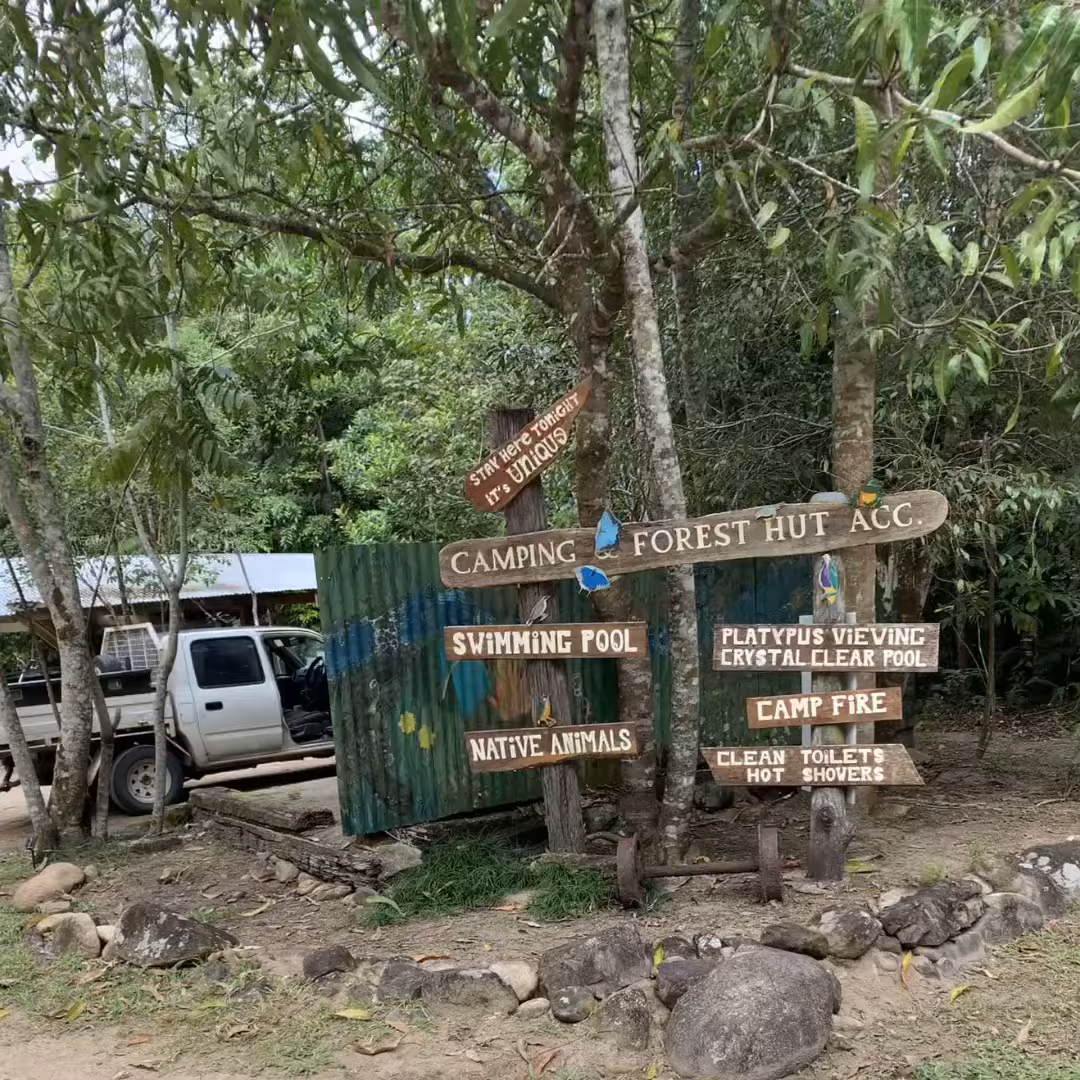 STAY HERE TONIGHT
IT'S UNIQUE
CAMPING & FOREST HUT ACC.
SWIMMING POOL
NATIVE ANIMALS
PLATYPUS VIEVING
CRYSTAL CLEAR POOL
CAMP FIRE
CLEAN TOILETS
HOT SHOWERS